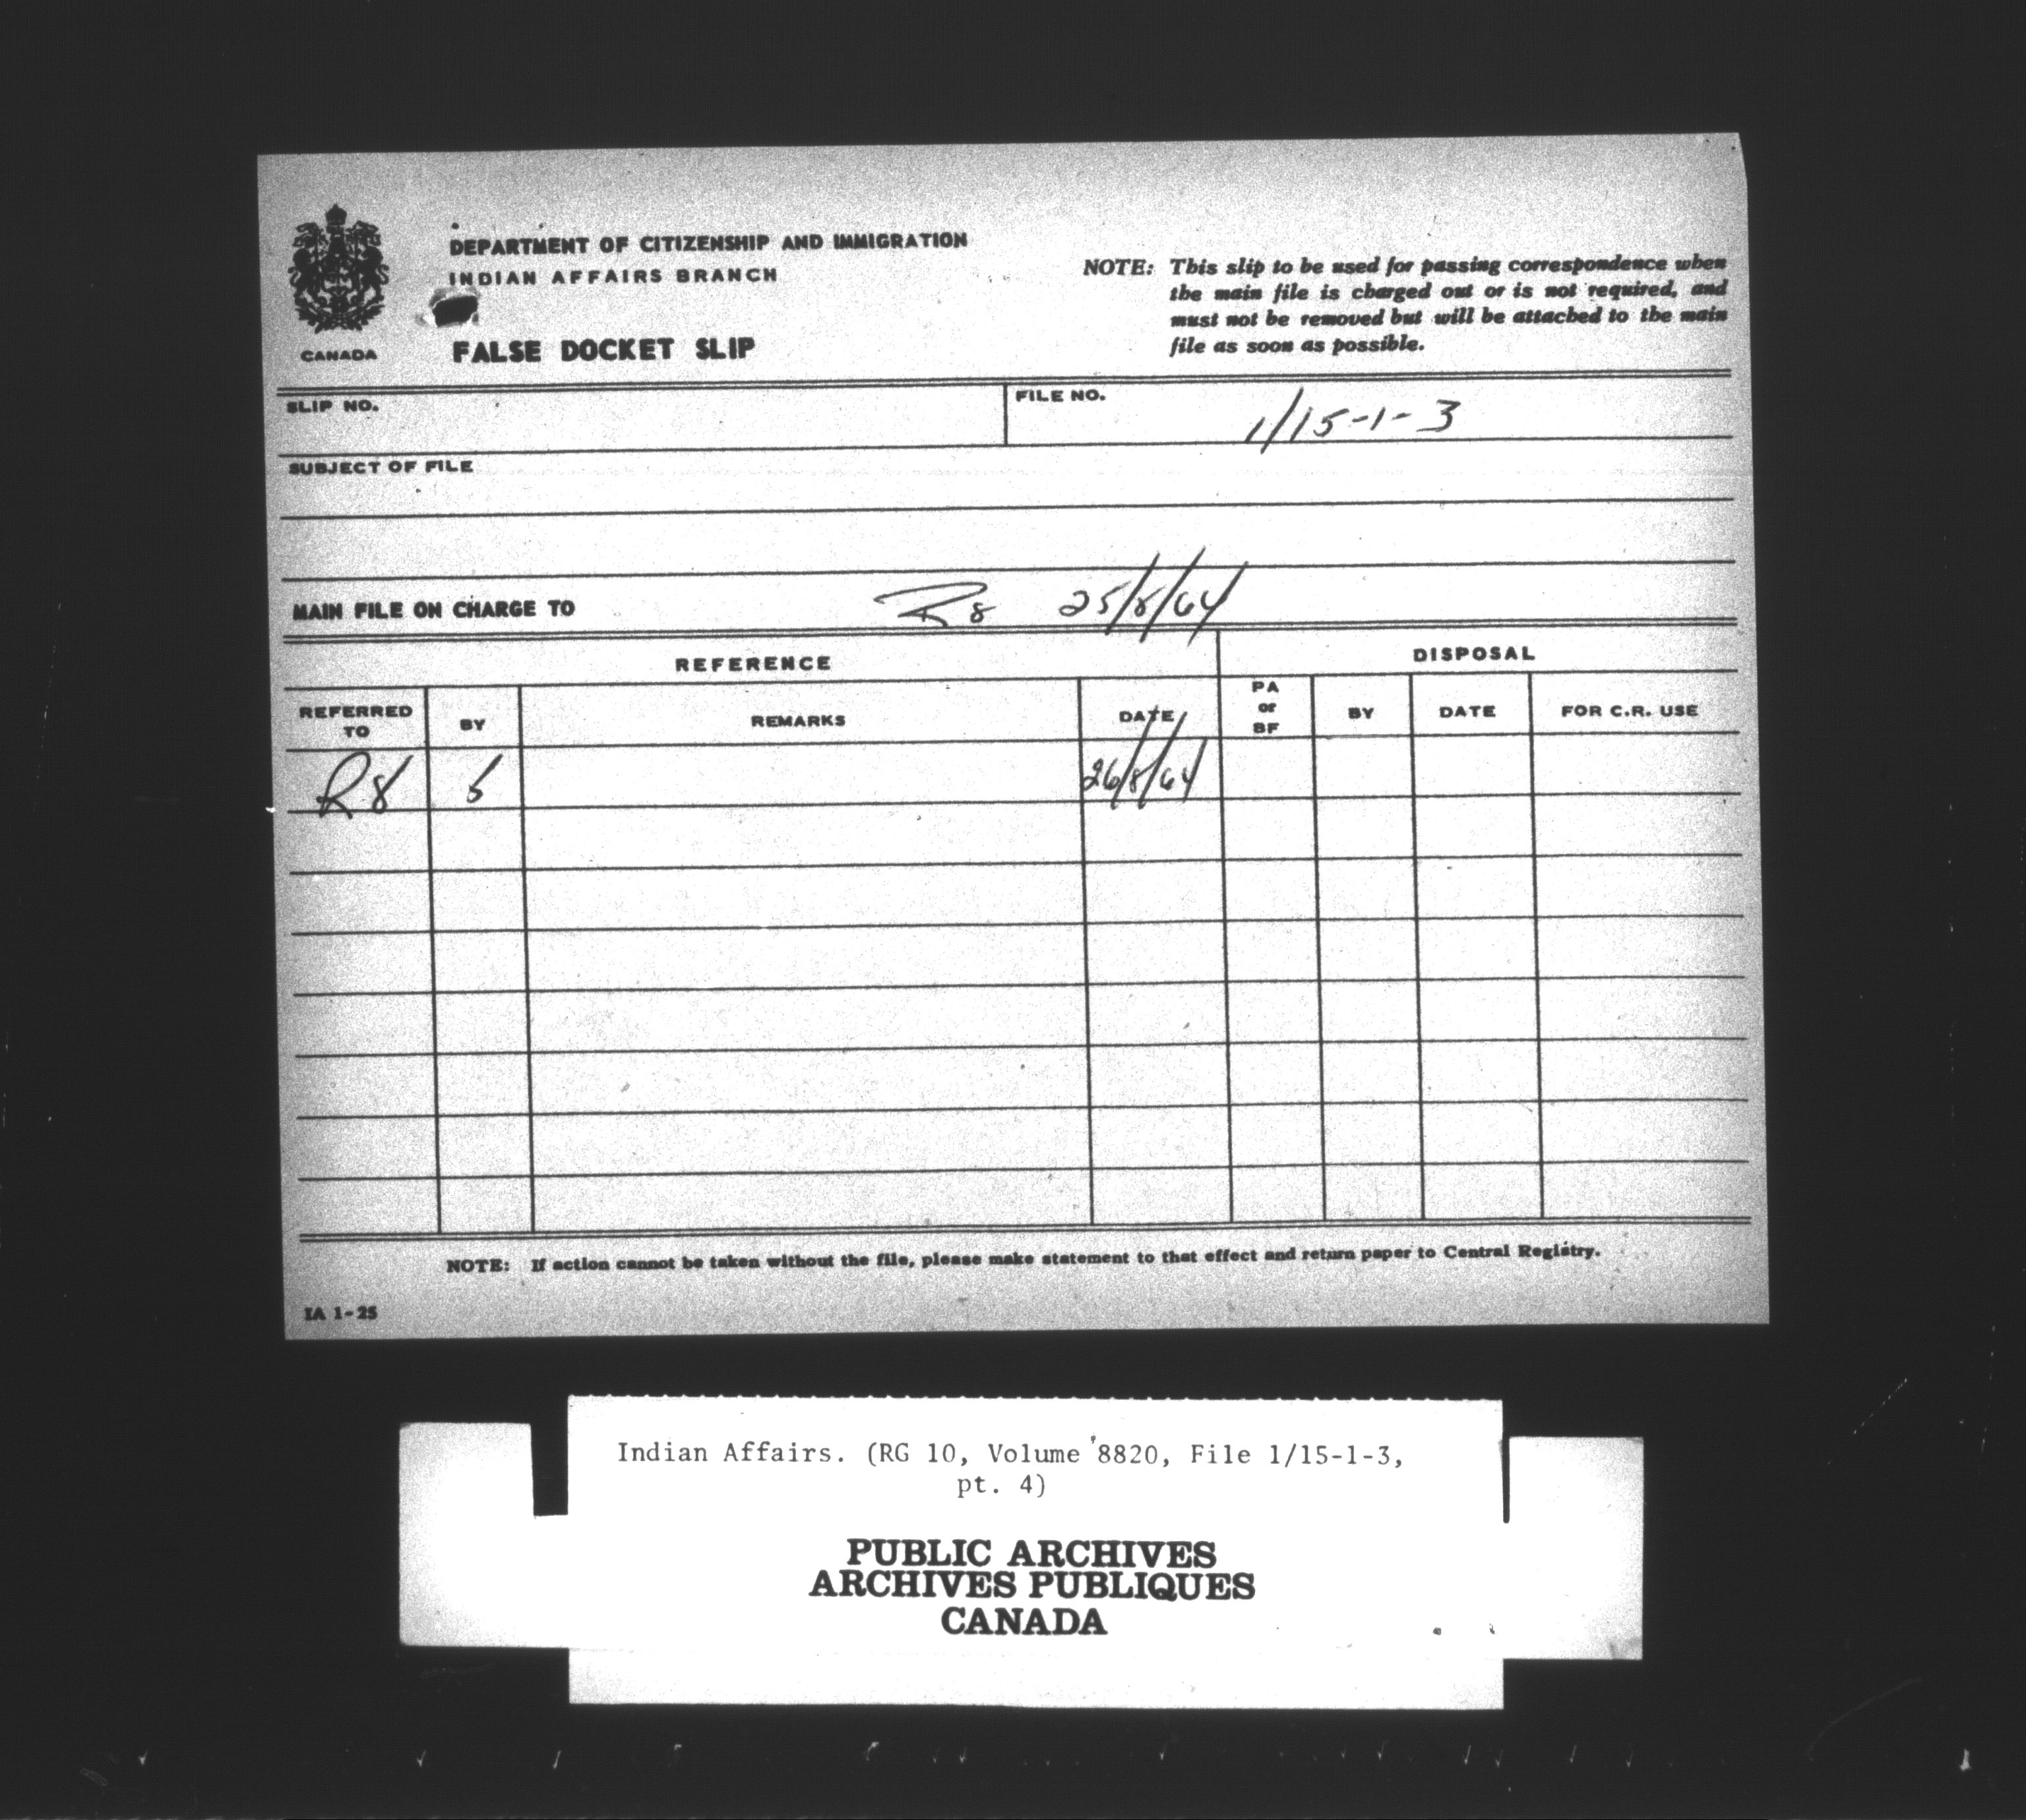 DEPARTMENT OF CITIZENSHIP AND IMMIGRATION
INDIAN AFFAIRS BRANCH
CANADA
FALSE DOCKET SLIP
NOTE: This slip to be used for passing correspondence when
the main file is charged out or is not required, and
must not be removed but will be attached to the main
file as soon as possible.
SLIP NO.
FILE NO. 1/15-1-3
SUBJECT OF FILE
MAIN FILE ON CHARGE TO R8 25/8/64
REFERENCE DISPOSAL
REFERRED TO BY REMARKS DATE PA or BF BY DATE FOR C.R. USE
R8 26/8/64
NOTE: If action cannot be taken without the file, please make statement to that effect and return paper to Central Registry.
IA 1-25
Indian Affairs. (RG 10, Volume 8820, File 1/15-1-3,
pt. 4)
PUBLIC ARCHIVES
ARCHIVES PUBLIQUES
CANADA